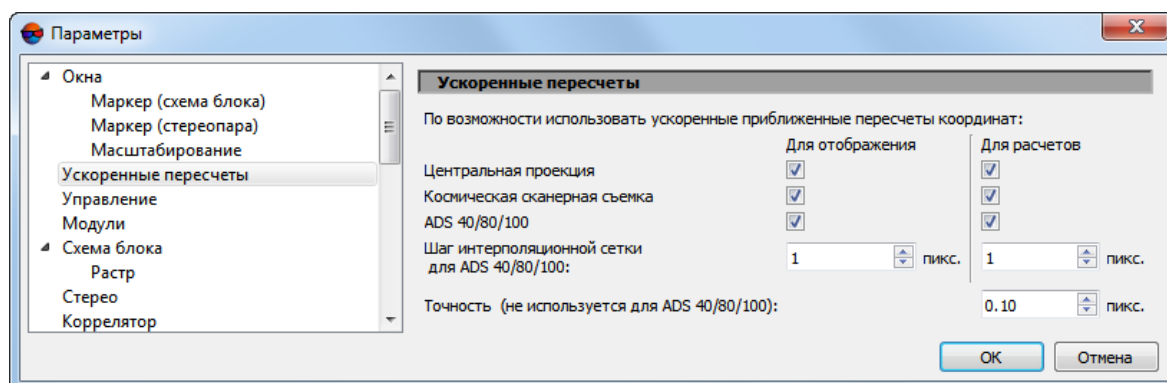 Параметры
Окна
Маркер (схема блока)
Маркер (стереопара)
Масштабирование
Ускоренные пересчеты
Управление
Модули
Схема блока
Растр
Стерео
Коррелятор
Ускоренные пересчеты
По возможности использовать ускоренные приближенные пересчеты координат:
Для отображения Для расчетов
Центральная проекция
Космическая сканерная съемка
ADS 40/80/100
Шаг интерполяционной сетки
для ADS 40/80/100: 1 пикс. 1 пикс.
Точность (не используется для ADS 40/80/100): 0.10 пикс.
OK Отмена